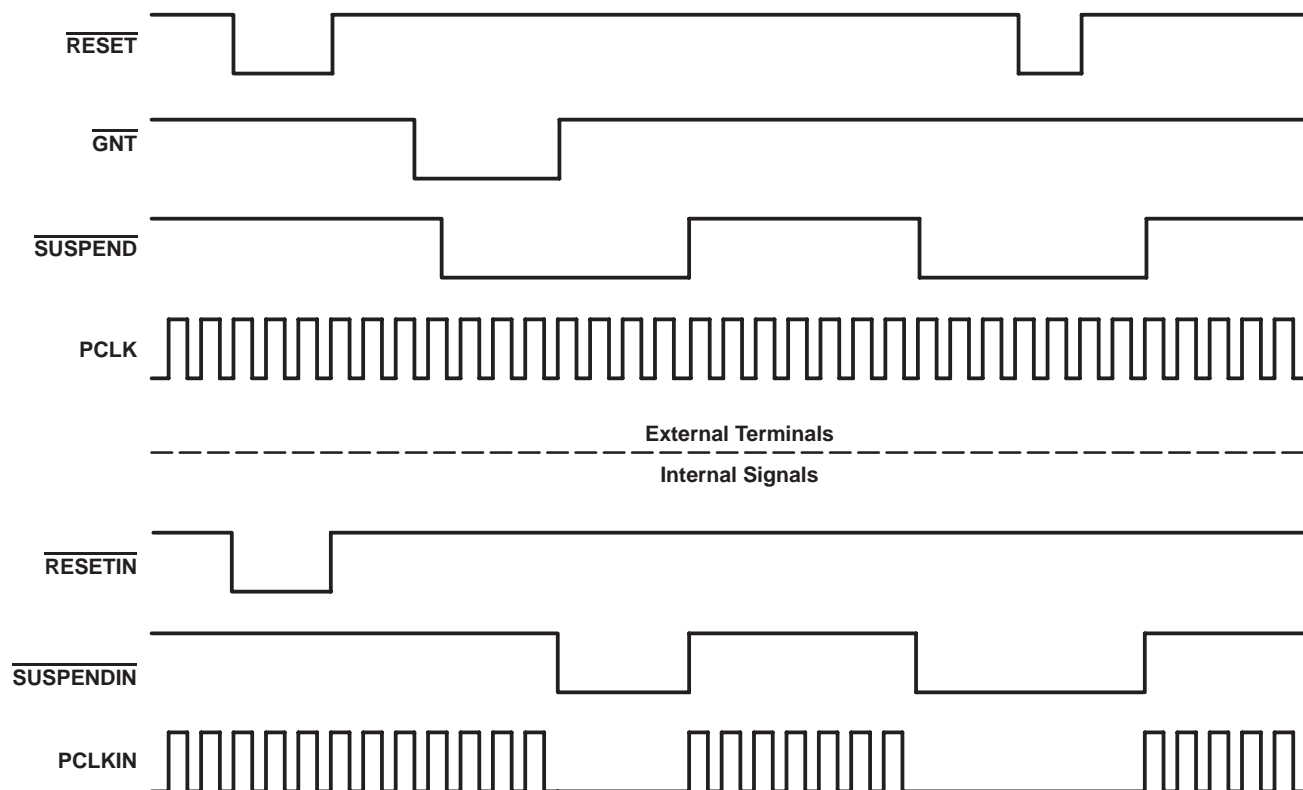 RESET
GNT
SUSPEND
PCLK
External Terminals
Internal Signals
RESETIN
SUSPENDIN
PCLKIN